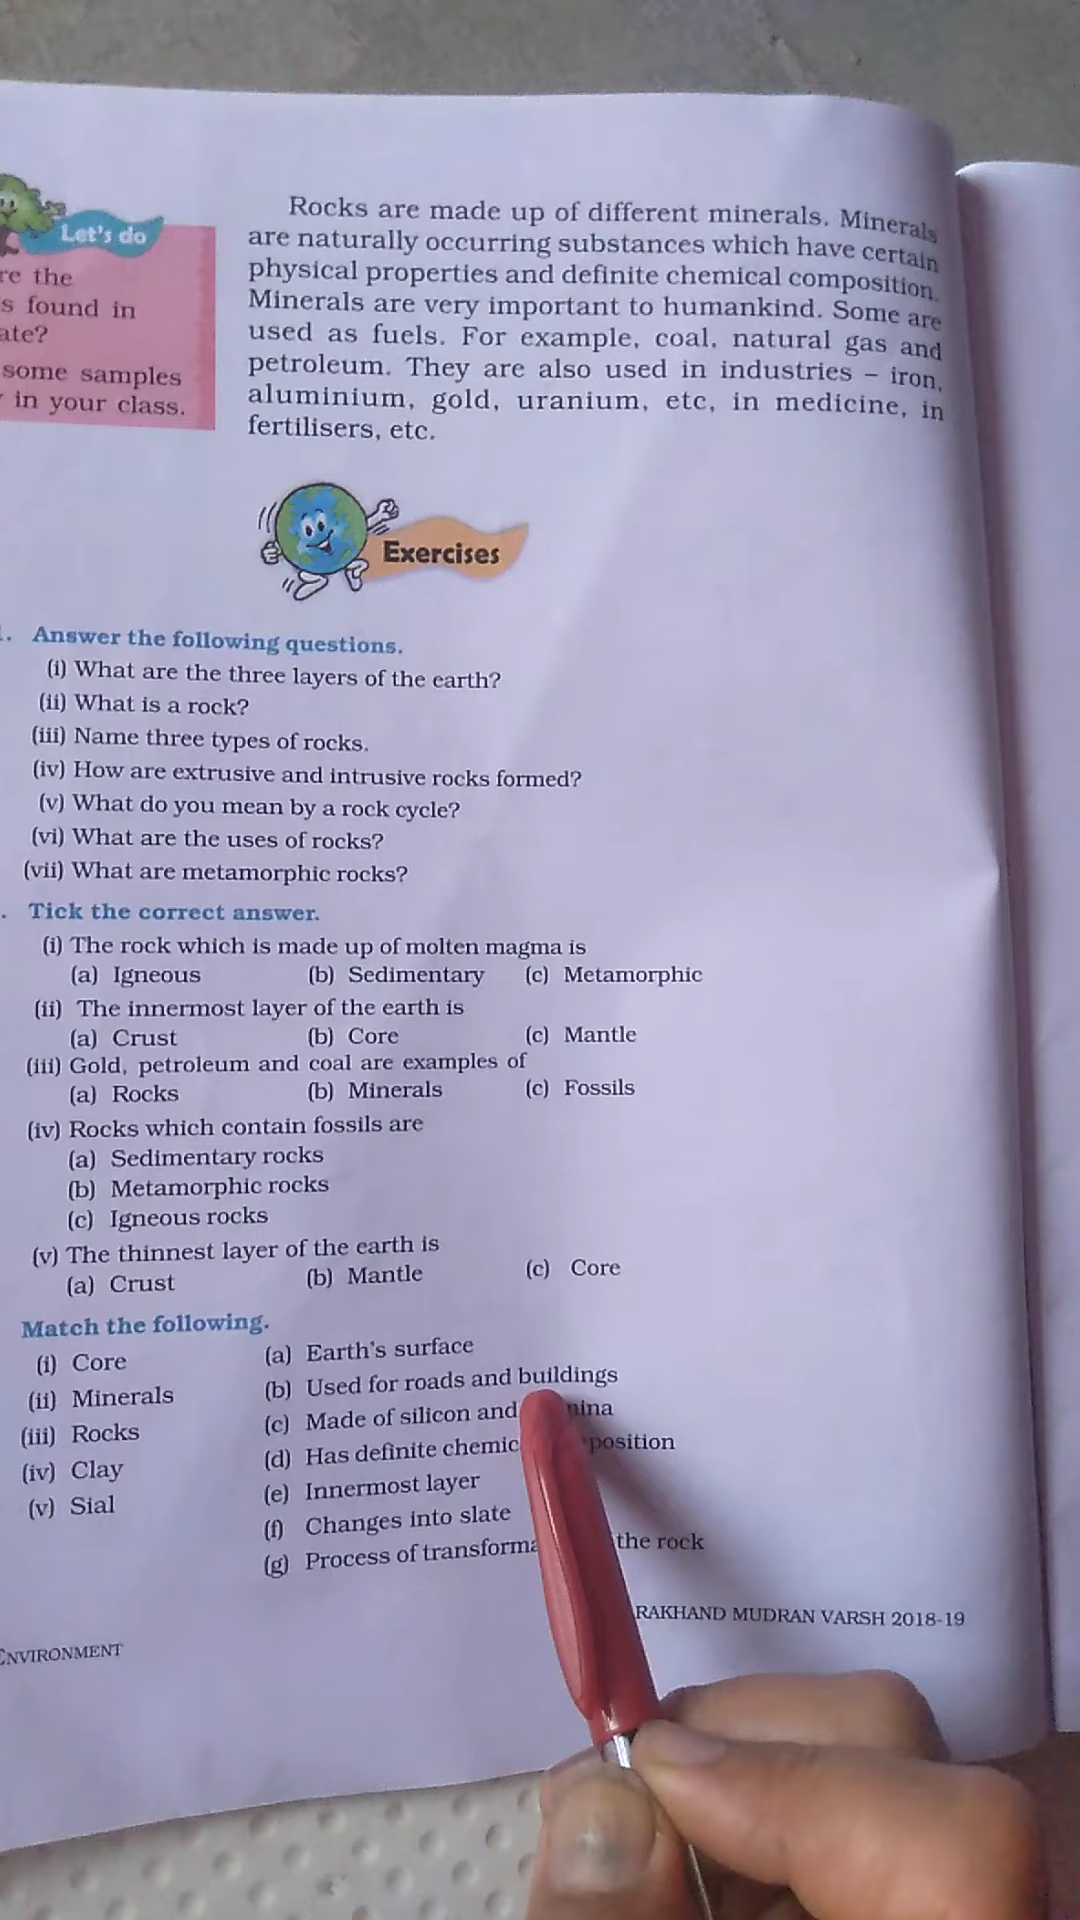 Let's do
re the
s found in
ate?
some samples
in your class.
Rocks are made up of different minerals. Minerals
are naturally occurring substances which have certain
physical properties and definite chemical composition.
Minerals are very important to humankind. Some are
used as fuels. For example, coal, natural gas and
petroleum. They are also used in industries – iron,
aluminium, gold, uranium, etc, in medicine, in
fertilisers, etc.
Exercises
. Answer the following questions.
(i) What are the three layers of the earth?
(ii) What is a rock?
(iii) Name three types of rocks.
(iv) How are extrusive and intrusive rocks formed?
(v) What do you mean by a rock cycle?
(vi) What are the uses of rocks?
(vii) What are metamorphic rocks?
. Tick the correct answer.
(i) The rock which is made up of molten magma is
(a) Igneous (b) Sedimentary (c) Metamorphic
(ii) The innermost layer of the earth is
(a) Crust (b) Core (c) Mantle
(iii) Gold, petroleum and coal are examples of
(a) Rocks (b) Minerals (c) Fossils
(iv) Rocks which contain fossils are
(a) Sedimentary rocks
(b) Metamorphic rocks
(c) Igneous rocks
(v) The thinnest layer of the earth is
(a) Crust (b) Mantle (c) Core
Match the following.
(i) Core (a) Earth's surface
(ii) Minerals (b) Used for roads and buildings
(iii) Rocks (c) Made of silicon and mina
(iv) Clay (d) Has definite chemic position
(v) Sial (e) Innermost layer
(f) Changes into slate
(g) Process of transforma the rock
RAKHAND MUDRAN VARSH 2018-19
ENVIRONMENT